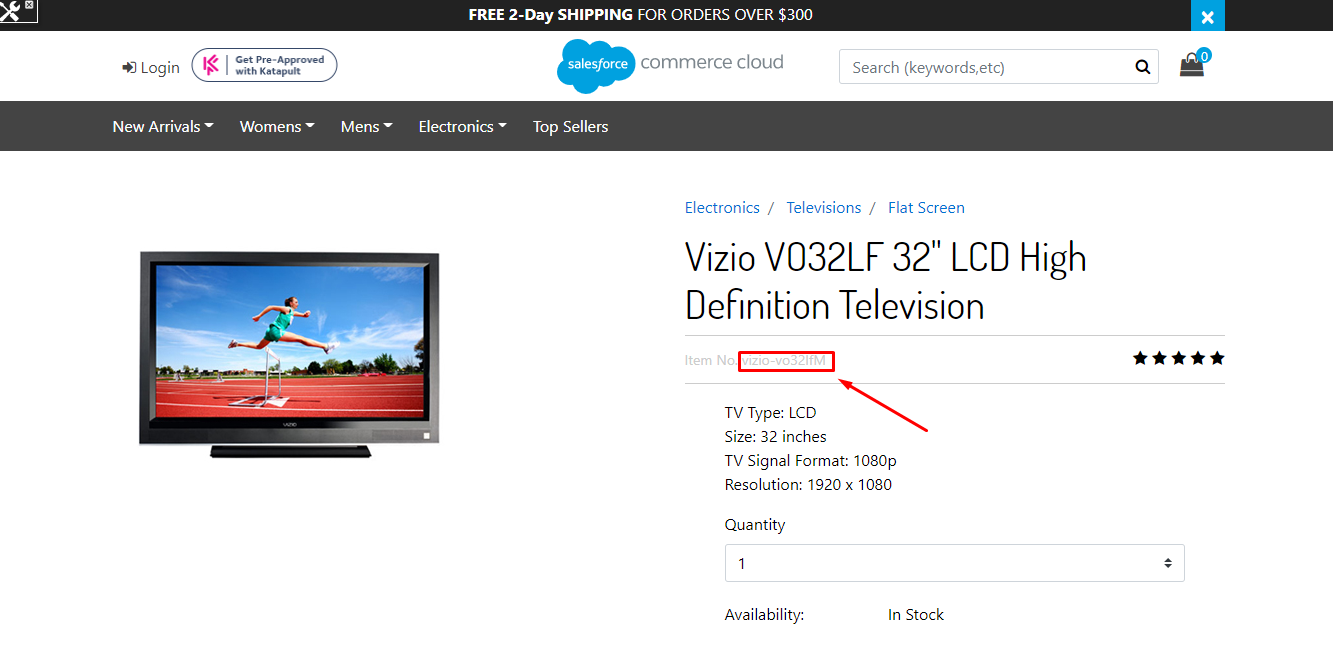 FREE 2-Day SHIPPING FOR ORDERS OVER $300
Login
Get Pre-Approved
with Katapult
salesforce commerce cloud
Search (keywords,etc)
0
New Arrivals Womens Mens Electronics Top Sellers
Electronics / Televisions / Flat Screen
Vizio VO32LF 32" LCD High
Definition Television
Item No. vizio-vo32lfM
TV Type: LCD
Size: 32 inches
TV Signal Format: 1080p
Resolution: 1920 x 1080
Quantity
1
Availability: In Stock
VIZIO